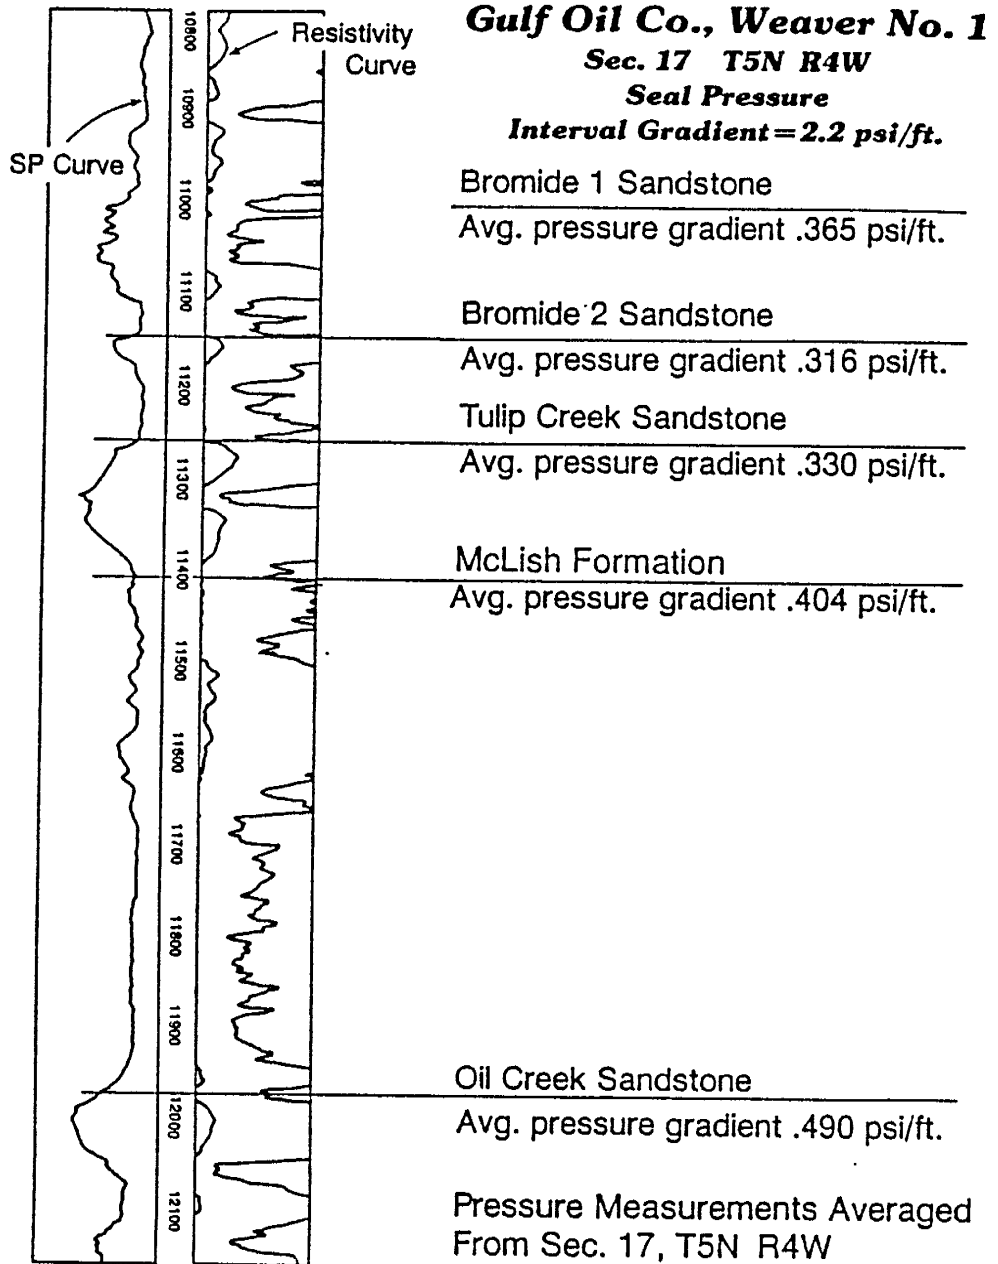 Gulf Oil Co., Weaver No. 1
Sec. 17 T5N R4W
Seal Pressure
Interval Gradient=2.2 psi/ft.
Resistivity
Curve
SP Curve
10800
10900
11000
11100
11200
11300
11400
11500
11600
11700
11800
11900
12000
12100
Bromide 1 Sandstone
Avg. pressure gradient .365 psi/ft.
Bromide 2 Sandstone
Avg. pressure gradient .316 psi/ft.
Tulip Creek Sandstone
Avg. pressure gradient .330 psi/ft.
McLish Formation
Avg. pressure gradient .404 psi/ft.
Oil Creek Sandstone
Avg. pressure gradient .490 psi/ft.
Pressure Measurements Averaged
From Sec. 17, T5N R4W